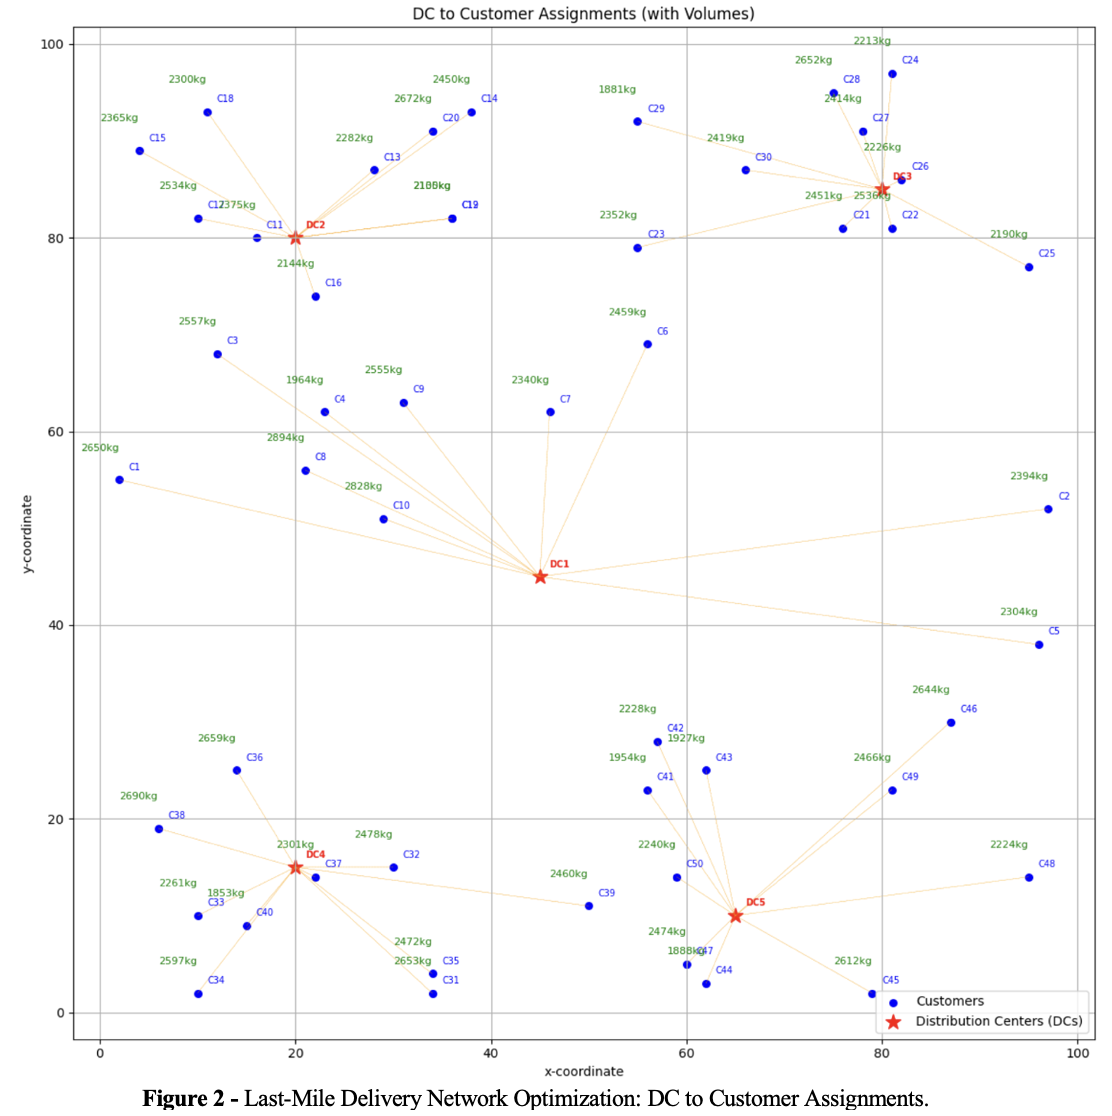 DC to Customer Assignments (with Volumes)
100
2213kg
C24
2652kg
C28
2300kg
2450kg
1881kg
2414kg
C18
2672kg
C14
C29
C27
2365kg
C20
C15
2282kg
2419kg
2226kg
C13
C30
C26
DC3
2534kg
2375kg
2451kg
2536kg
C11
DC2
2352kg
C21
C22
80
C23
2190kg
C25
2144kg
C16
2557kg
2459kg
C3
C6
1964kg
2555kg
2340kg
C4
C9
C7
60
2894kg
2650kg
C8
C1
2828kg
2394kg
C10
C2
DC1
40
2304kg
C5
2644kg
2228kg
C46
C42
2659kg
1927kg
C36
1954kg
C43
2466kg
C41
C49
2690kg
C38
20
2301kg
2478kg
2240kg
2224kg
DC4
C37
C32
C50
C48
2261kg
1853kg
2460kg
C33
C40
C39
DC5
2472kg
2474kg
2597kg
2653kg
C35
C47
2612kg
C34
C31
C44
C45
0
Customers
Distribution Centers (DCs)
0
20
40
60
80
100
x-coordinate
y-coordinate
Figure 2 - Last-Mile Delivery Network Optimization: DC to Customer Assignments.